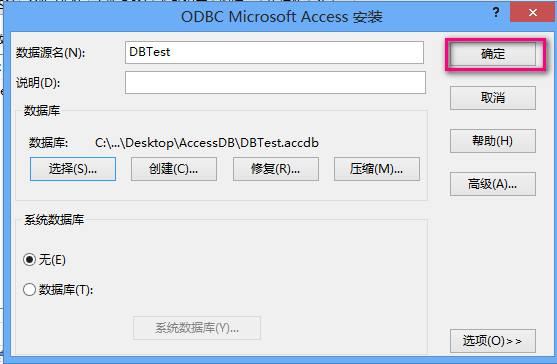 ODBC Microsoft Access 安装
数据源名(N): DBTest 确定
说明(D):
取消
数据库
数据库: C:\...\Desktop\AccessDB\DBTest.accdb 帮助(H)
选择(S)... 创建(C)... 修复(R)... 压缩(M)...
高级(A)...
系统数据库
无(E)
数据库(T):
系统数据库(Y)...
选项(O)>>